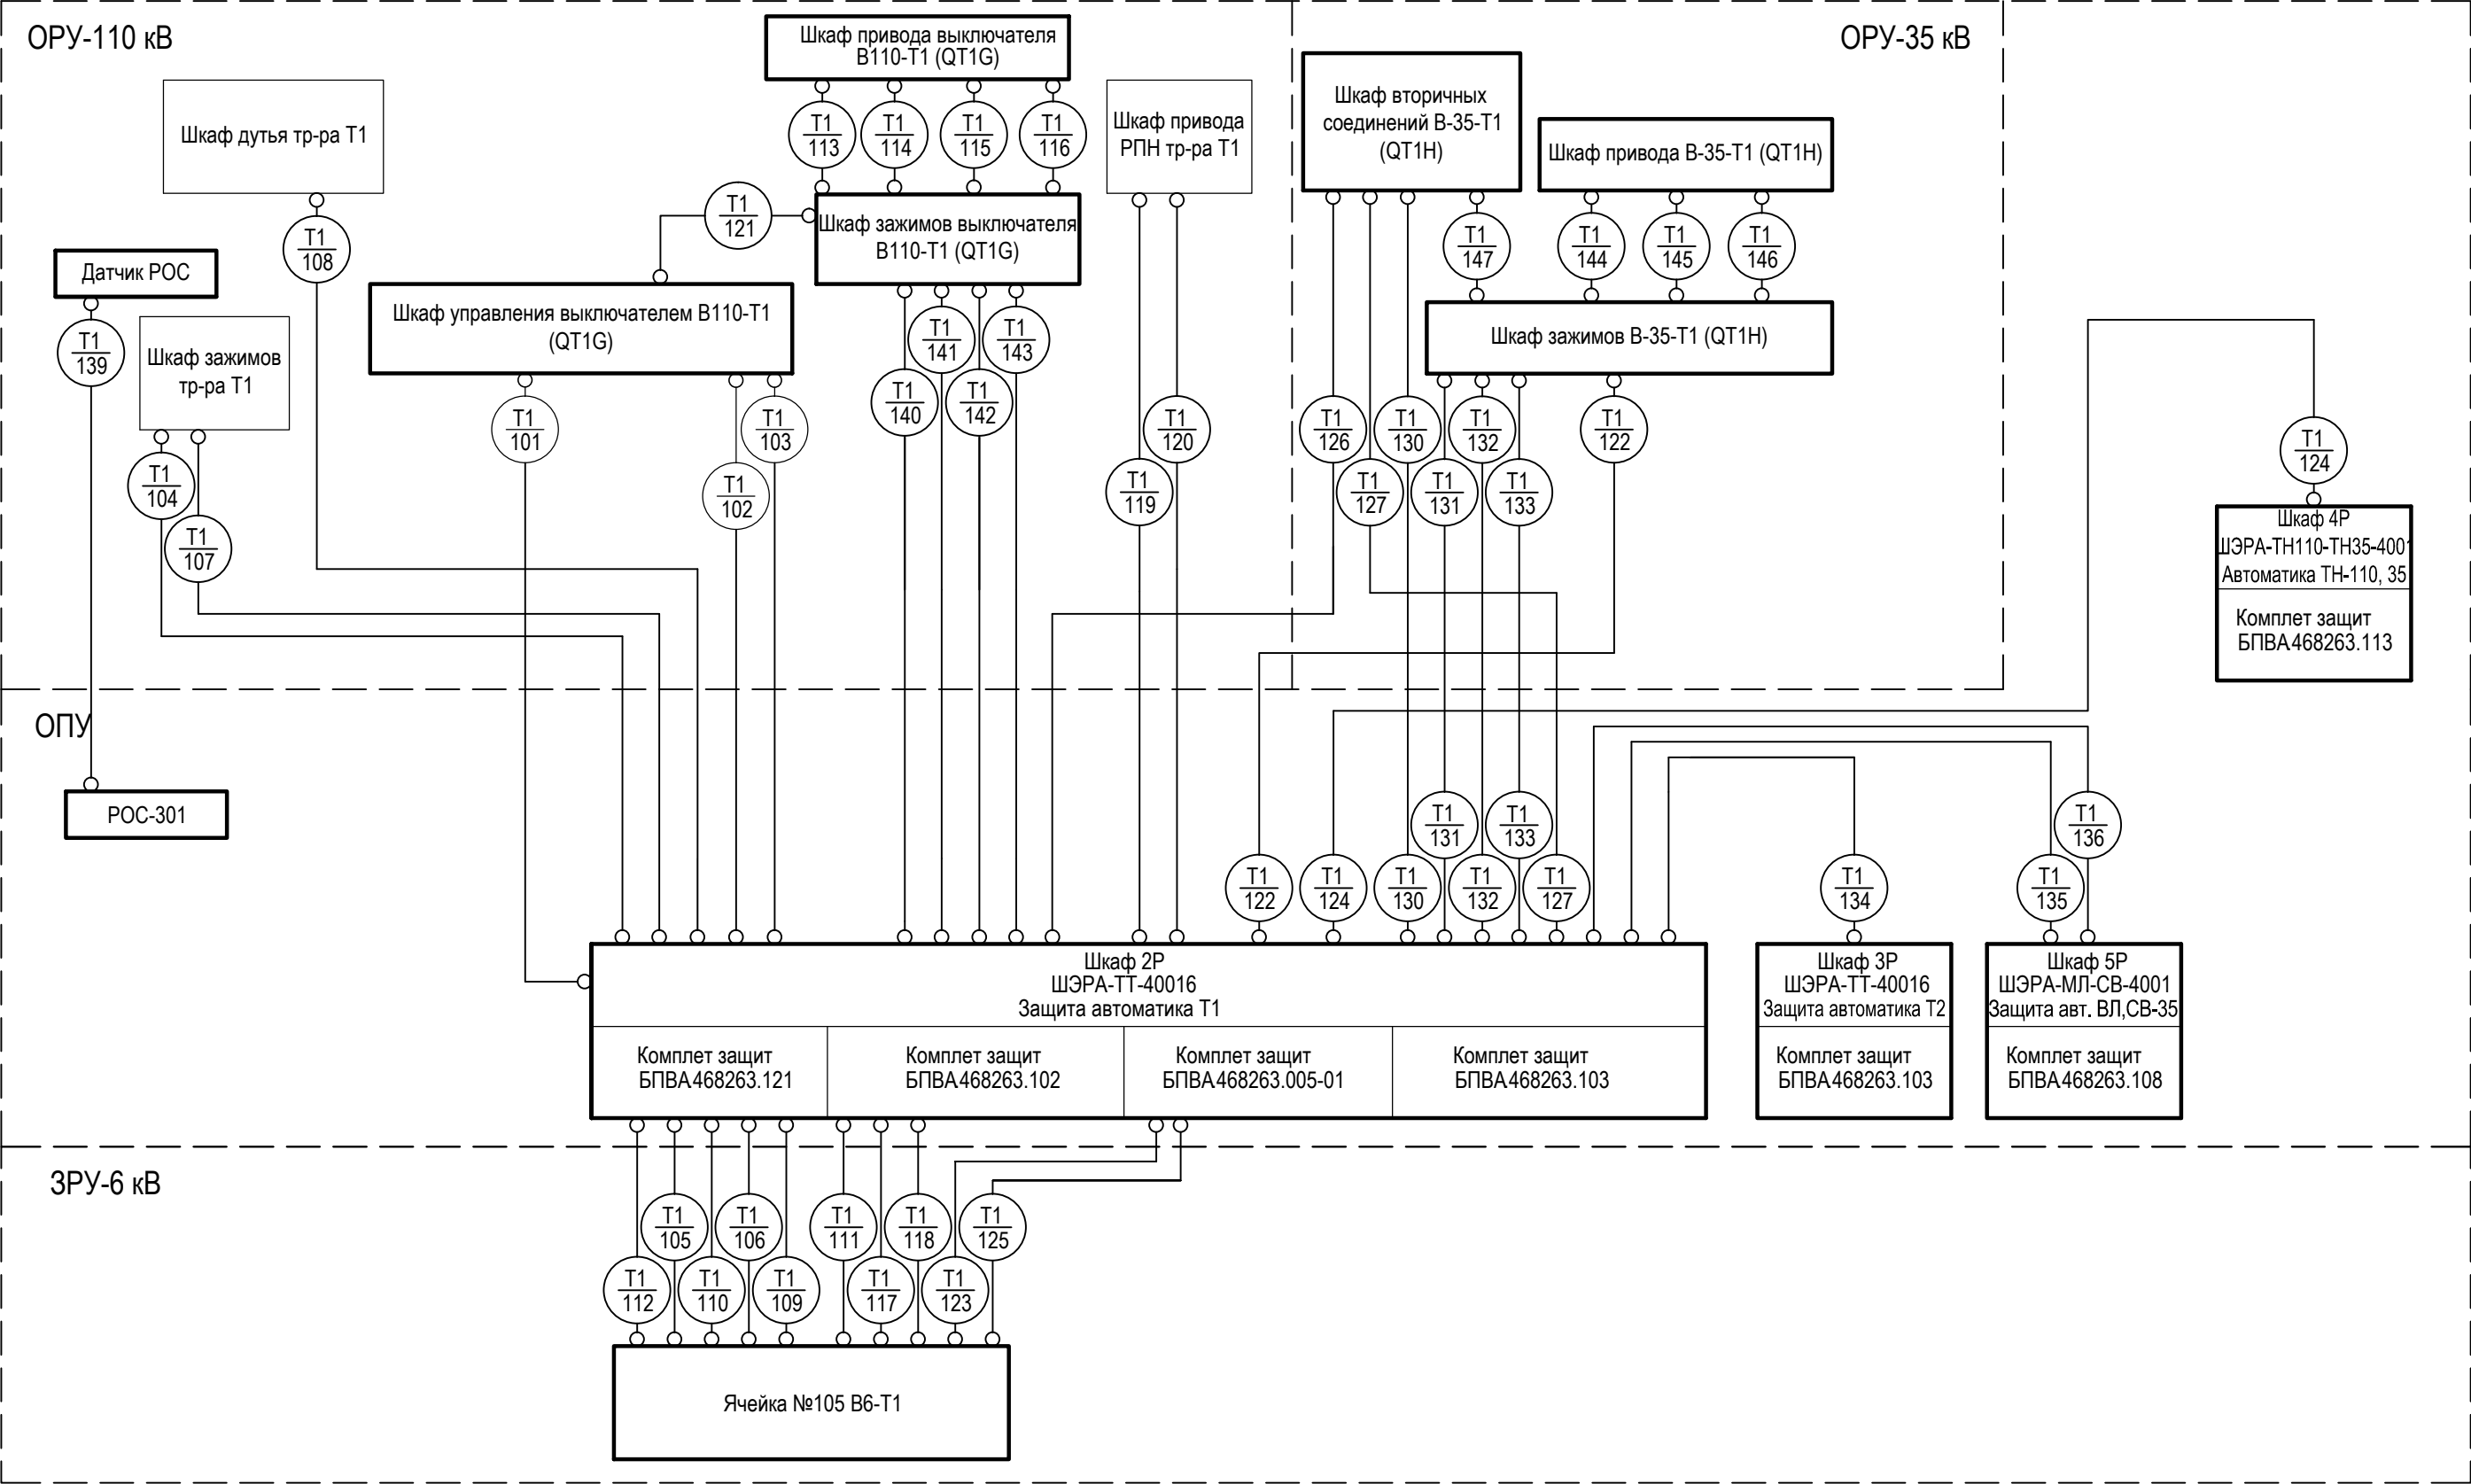 ОРУ-110 кВ
ОРУ-35 кВ
Шкаф привода выключателя
В110-Т1 (QT1G)
Шкаф дутья тр-ра Т1
Т1
113
Т1
114
Т1
115
Т1
116
Шкаф привода
РПН тр-ра Т1
Шкаф вторичных
соединений В-35-Т1
(QT1H)
Шкаф привода В-35-Т1 (QT1H)
Т1
121
Шкаф зажимов выключателя
В110-Т1 (QT1G)
Т1
108
Т1
147
Т1
144
Т1
145
Т1
146
Датчик РОС
Шкаф управления выключателем В110-Т1
(QT1G)
Шкаф зажимов В-35-Т1 (QT1H)
Т1
139
Шкаф зажимов
тр-ра Т1
Т1
141
Т1
143
Т1
140
Т1
142
Т1
101
Т1
103
Т1
120
Т1
126
Т1
130
Т1
132
Т1
122
Т1
124
Т1
104
Т1
102
Т1
119
Т1
127
Т1
131
Т1
133
Т1
107
Шкаф 4Р
ШЭРА-ТН110-ТН35-4001
Автоматика ТН-110, 35
Комплет защит
БПВА468263.113
ОПУ
РОС-301
Т1
131
Т1
133
Т1
136
Т1
122
Т1
124
Т1
130
Т1
132
Т1
127
Т1
134
Т1
135
Шкаф 2Р
ШЭРА-ТТ-40016
Защита автоматика Т1
Комплет защит
БПВА468263.121
Комплет защит
БПВА468263.102
Комплет защит
БПВА468263.005-01
Комплет защит
БПВА468263.103
Шкаф 3Р
ШЭРА-ТТ-40016
Защита автоматика Т2
Комплет защит
БПВА468263.103
Шкаф 5Р
ШЭРА-МЛ-СВ-4001
Защита авт. ВЛ,СВ-35
Комплет защит
БПВА468263.108
ЗРУ-6 кВ
Т1
105
Т1
106
Т1
111
Т1
118
Т1
125
Т1
112
Т1
110
Т1
109
Т1
117
Т1
123
Ячейка №105 В6-Т1